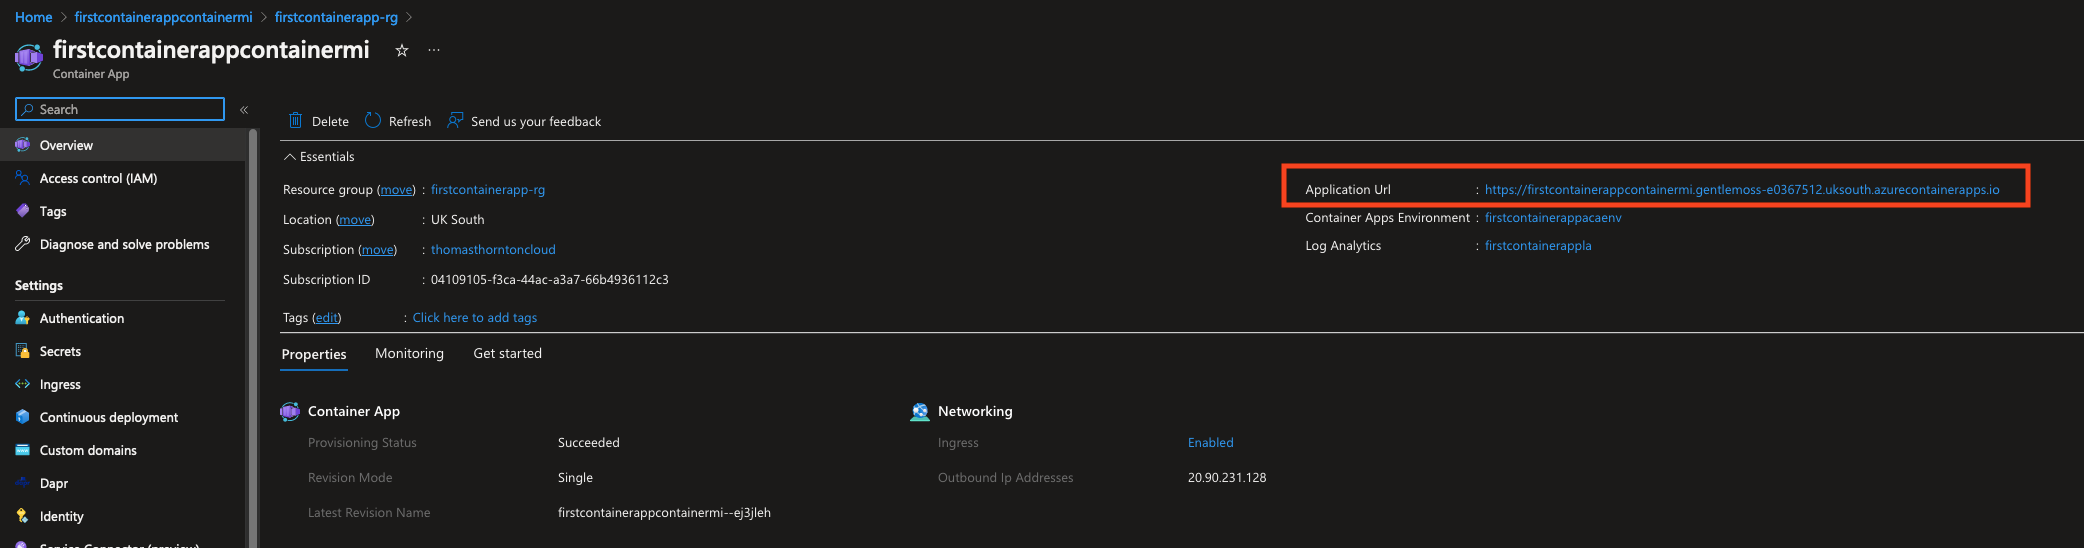 Home > firstcontainerappcontainermi > firstcontainerapp-rg >
firstcontainerappcontainermi ☆ ...
Container App
Search «
Overview
Access control (IAM)
Tags
Diagnose and solve problems
Settings
Authentication
Secrets
Ingress
Continuous deployment
Custom domains
Dapr
Identity
Service Connector (preview)
Delete Refresh Send us your feedback
Essentials
Resource group (move) : firstcontainerapp-rg
Location (move) : UK South
Subscription (move) : thomasthorntoncloud
Subscription ID : 04109105-f3ca-44ac-a3a7-66b4936112c3
Tags (edit) : Click here to add tags
Application Url : https://firstcontainerappcontainermi.gentlemoss-e0367512.uksouth.azurecontainerapps.io
Container Apps Environment : firstcontainerappacaenv
Log Analytics : firstcontainerappla
Properties Monitoring Get started
Container App
Provisioning Status Succeeded
Revision Mode Single
Latest Revision Name firstcontainerappcontainermi--ej3jleh
Networking
Ingress Enabled
Outbound Ip Addresses 20.90.231.128